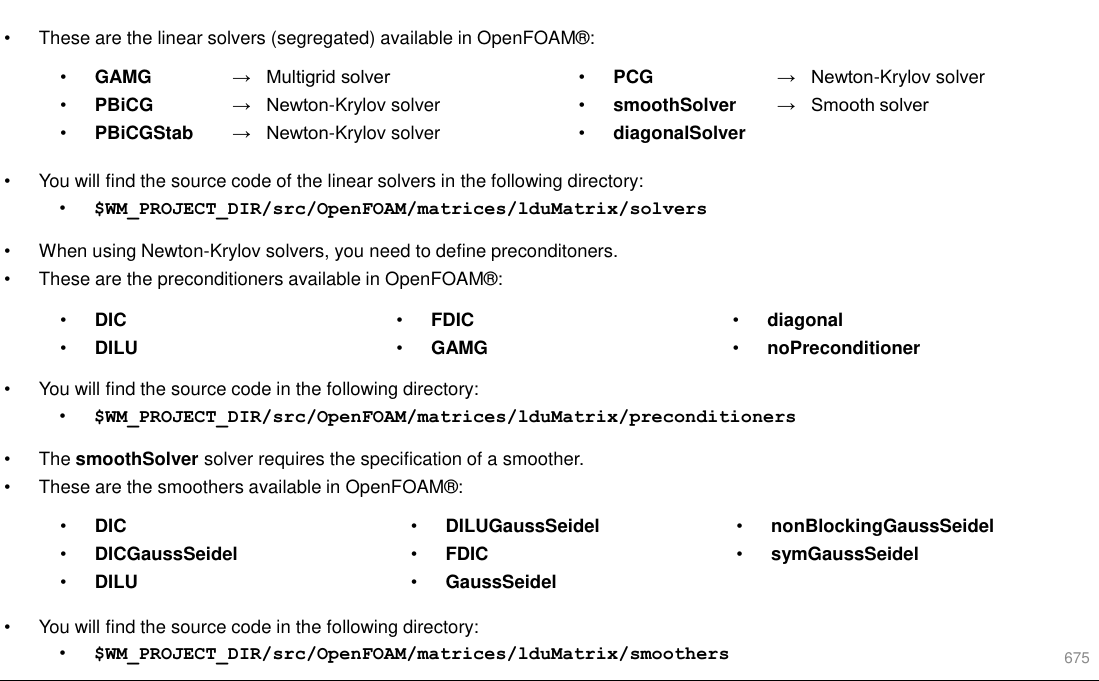 • These are the linear solvers (segregated) available in OpenFOAM®:
• GAMG → Multigrid solver
• PBiCG → Newton-Krylov solver
• PBiCGStab → Newton-Krylov solver
• PCG → Newton-Krylov solver
• smoothSolver → Smooth solver
• diagonalSolver
• You will find the source code of the linear solvers in the following directory:
• $WM_PROJECT_DIR/src/OpenFOAM/matrices/lduMatrix/solvers
• When using Newton-Krylov solvers, you need to define preconditoners.
• These are the preconditioners available in OpenFOAM®:
• DIC
• DILU
• FDIC
• GAMG
• diagonal
• noPreconditioner
• You will find the source code in the following directory:
• $WM_PROJECT_DIR/src/OpenFOAM/matrices/lduMatrix/preconditioners
• The smoothSolver solver requires the specification of a smoother.
• These are the smoothers available in OpenFOAM®:
• DIC
• DICGaussSeidel
• DILU
• DILUGaussSeidel
• FDIC
• GaussSeidel
• nonBlockingGaussSeidel
• symGaussSeidel
• You will find the source code in the following directory:
• $WM_PROJECT_DIR/src/OpenFOAM/matrices/lduMatrix/smoothers
675